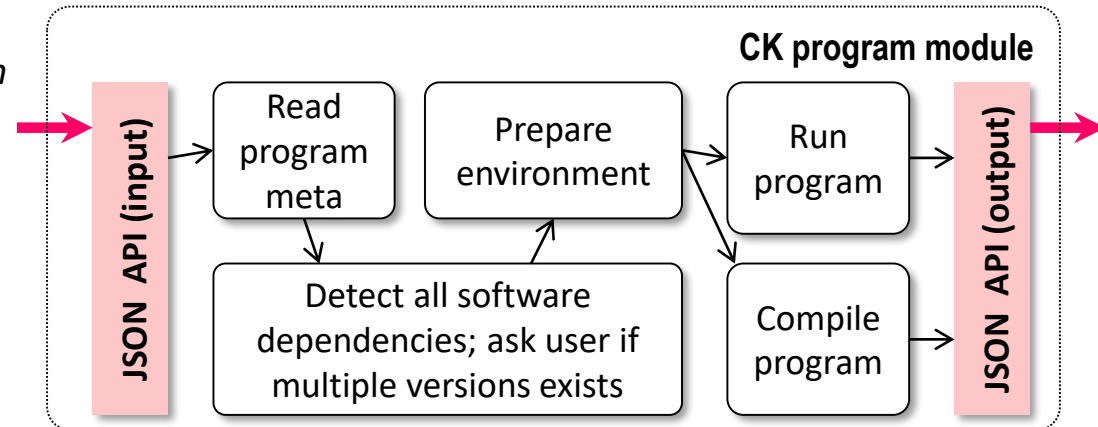 CK program module
n
JSON API (input)
Read
program
meta
Detect all software
dependencies; ask user if
multiple versions exists
Prepare
environment
Run
program
Compile
program
JSON API (output)